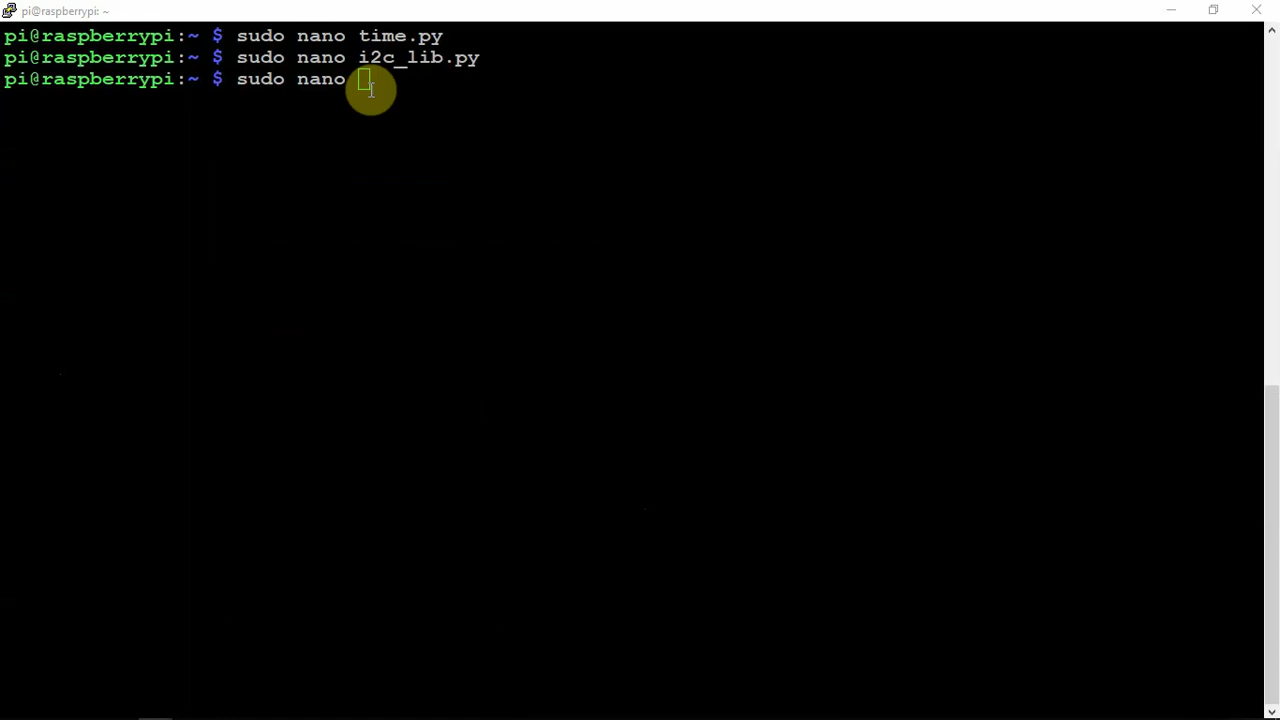 pi@raspberrypi: ~
pi@raspberrypi:~ $ sudo nano time.py
pi@raspberrypi:~ $ sudo nano i2c_lib.py
pi@raspberrypi:~ $ sudo nano